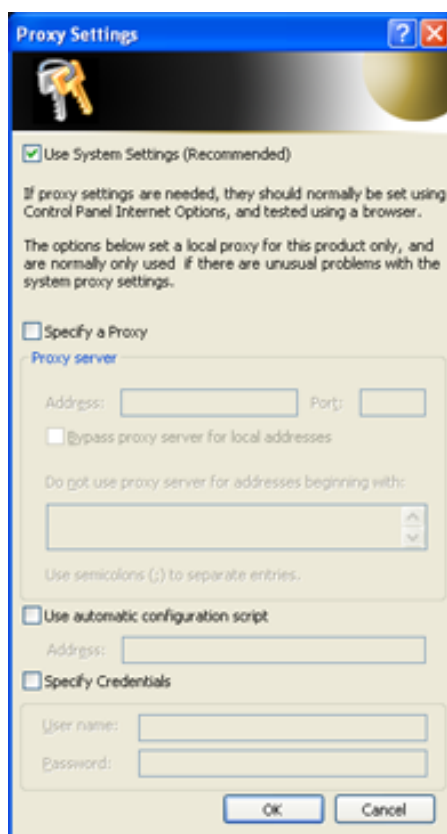 Proxy Settings
Use System Settings (Recommended)
If proxy settings are needed, they should normally be set using
Control Panel Internet Options, and tested using a browser.
The options below set a local proxy for this product only, and
are normally only used if there are unusual problems with the
system proxy settings.
Specify a Proxy
Proxy server
Address: Port:
Bypass proxy server for local addresses
Do not use proxy server for addresses beginning with:
Use semicolons (;) to separate entries.
Use automatic configuration script
Address:
Specify Credentials
User name:
Password:
OK Cancel